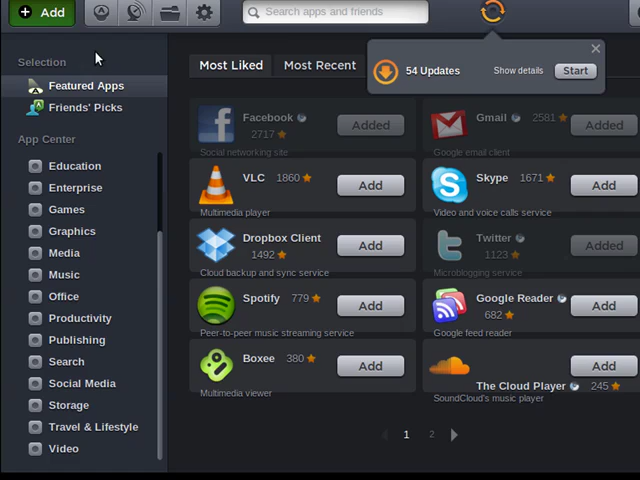 Add
Search apps and friends
Selection
Featured Apps
Friends' Picks
App Center
Education
Enterprise
Games
Graphics
Media
Music
Office
Productivity
Publishing
Search
Social Media
Storage
Travel & Lifestyle
Video
Most Liked
Most Recent
54 Updates
Show details
Start
Facebook
2717
Added
Social networking site
Gmail 2581
Added
Google email client
VLC 1860
Add
Multimedia player
Skype 1671
Add
Video and voice calls service
Dropbox Client
1492
Add
Cloud backup and sync service
Twitter
1123
Added
Microblogging service
Spotify 779
Add
Peer-to-peer music streaming service
Google Reader
682
Add
Google feed reader
Boxee 380
Add
Multimedia viewer
The Cloud Player 245
Add
SoundCloud's music player
1 2